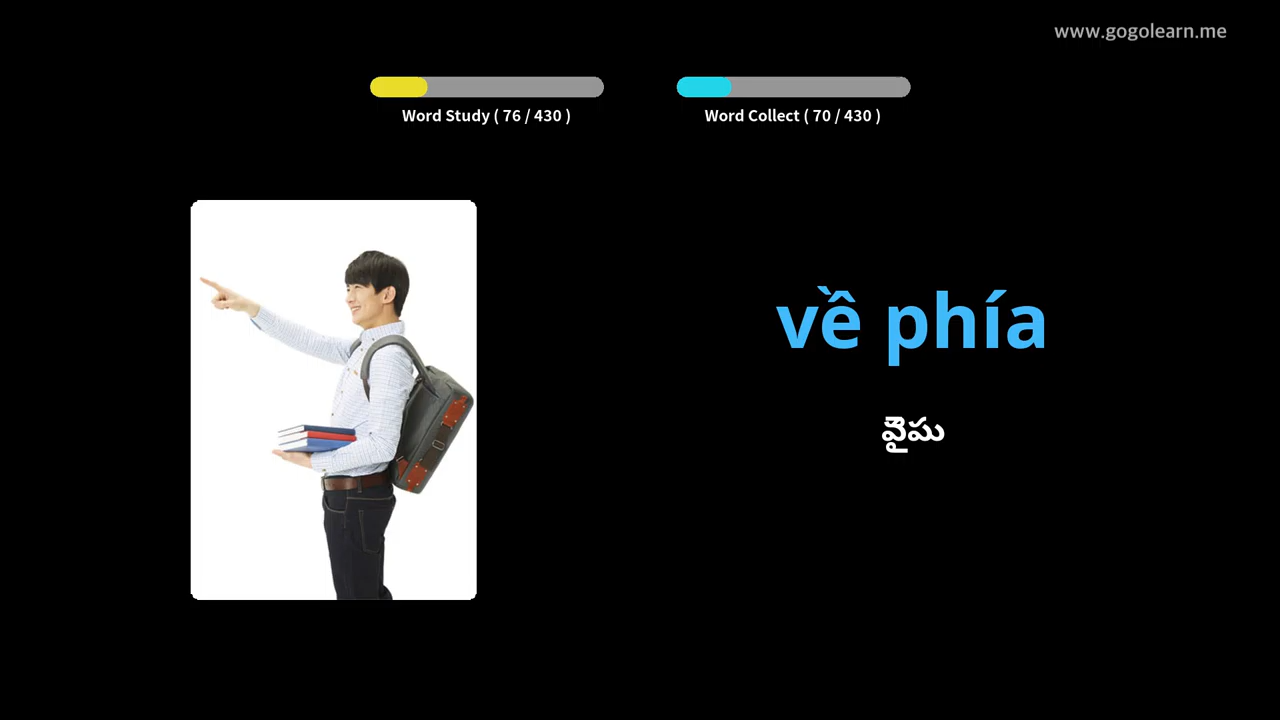 www.gogolearn.me
Word Study ( 76 / 430 )
Word Collect ( 70 / 430 )
về phía
వైపు